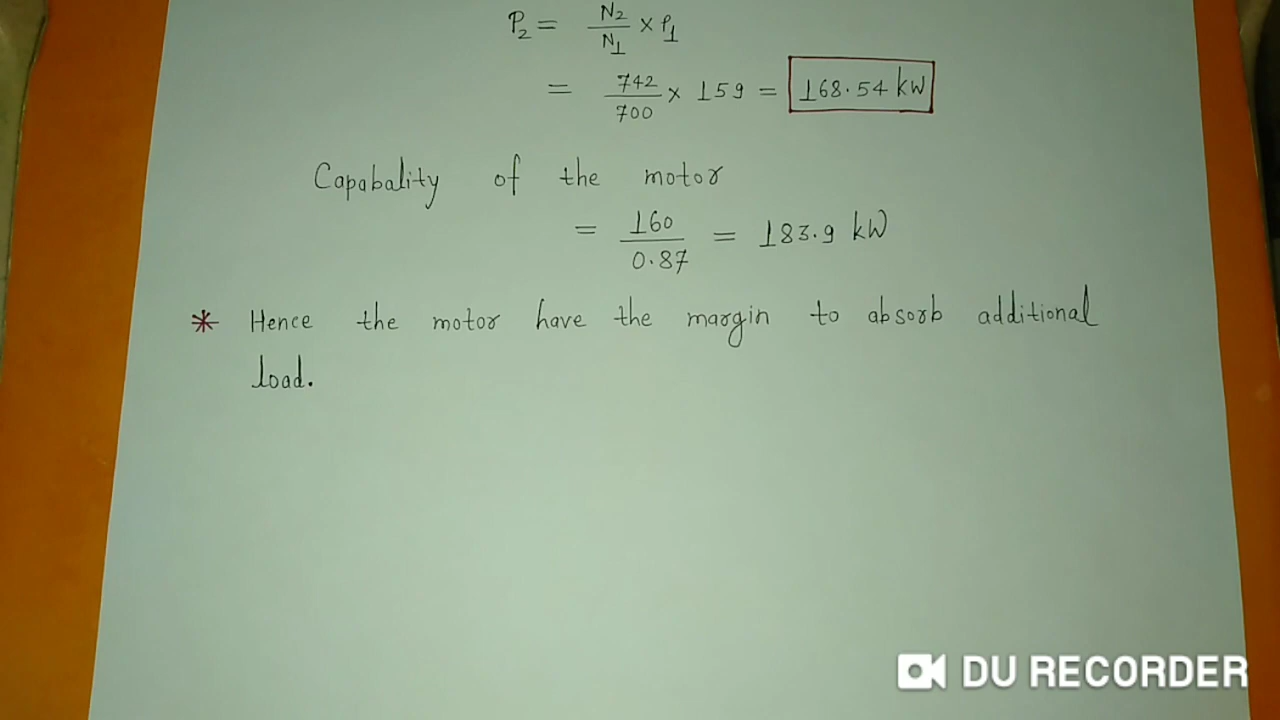 P₂ = N₂/N₁ × P₁
= 742/700 × 159 = 168.54 kW
Capabality of the motor
= 160/0.87 = 183.9 kW
* Hence the motor have the margin to absorb additional
load.
DU RECORDER